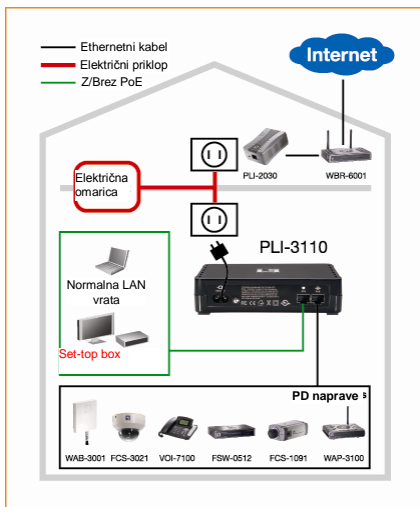 Ethernetni kabel
Električni priklop
Z/Brez PoE
Internet
PLI-2030
WBR-6001
Električna
omarica
PLI-3110
Normalna LAN
vrata
Set-top box
PD naprave s
WAB-3001
FCS-3021
VOI-7100
FSW-0512
FCS-1091
WAP-3100